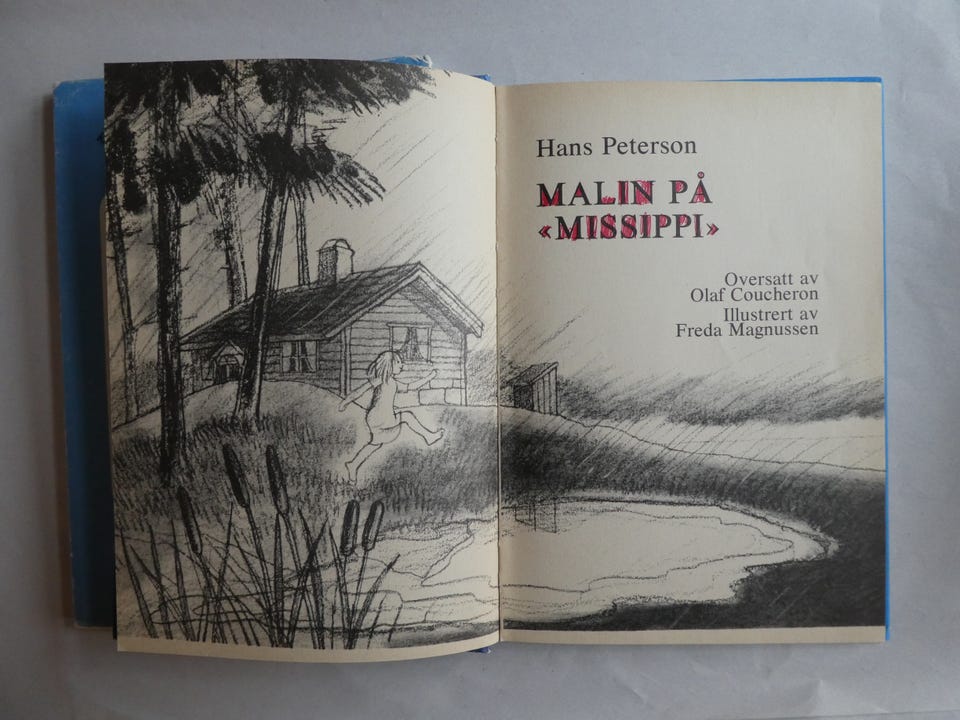 Hans Peterson
MALIN PÅ
«MISSIPPI»
Oversatt av
Olaf Coucheron
Illustrert av
Freda Magnussen